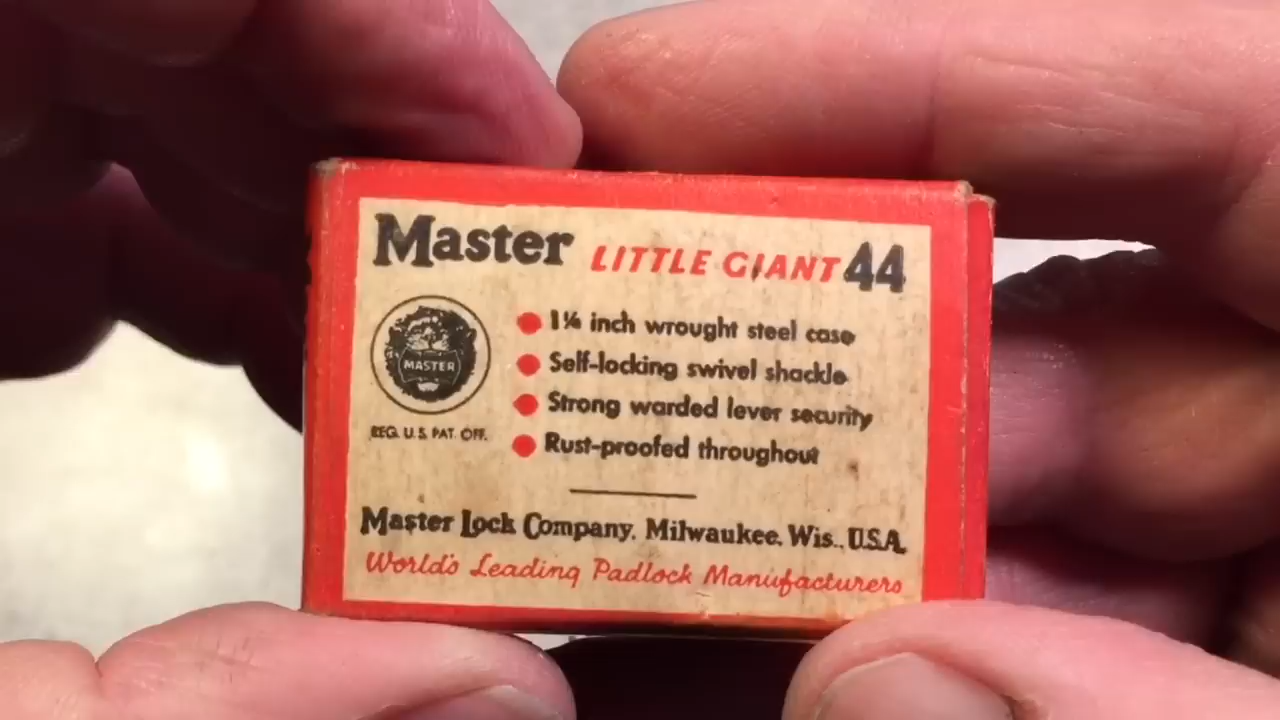 Master LITTLE GIANT 44
1¼ inch wrought steel case
Self-locking swivel shackle
Strong warded lever security
Rust-proofed throughout
MASTER
REG. U.S. PAT. OFF.
Master Lock Company, Milwaukee, Wis., U.S.A.
World's Leading Padlock Manufacturers